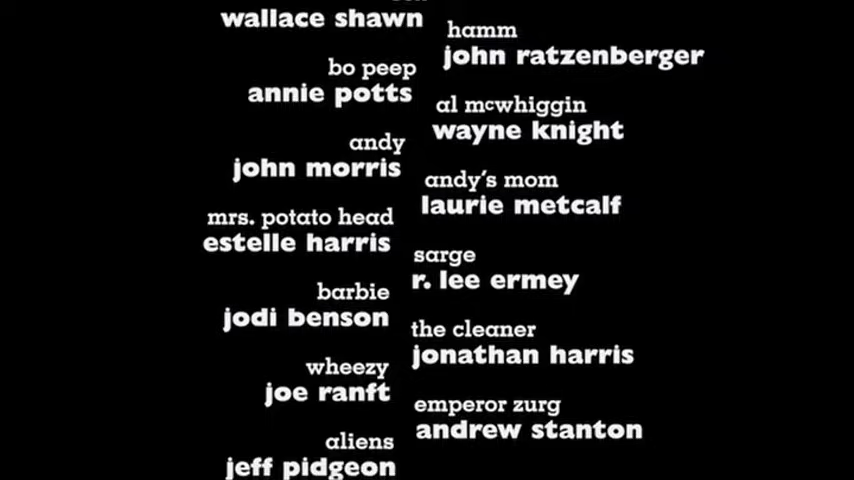 wallace shawn
hamm
john ratzenberger
bo peep
annie potts
al mcwhiggin
wayne knight
andy
john morris
andy's mom
laurie metcalf
mrs. potato head
estelle harris
sarge
r. lee ermey
barbie
jodi benson
the cleaner
jonathan harris
wheezy
joe ranft
emperor zurg
andrew stanton
aliens
jeff pidgeon